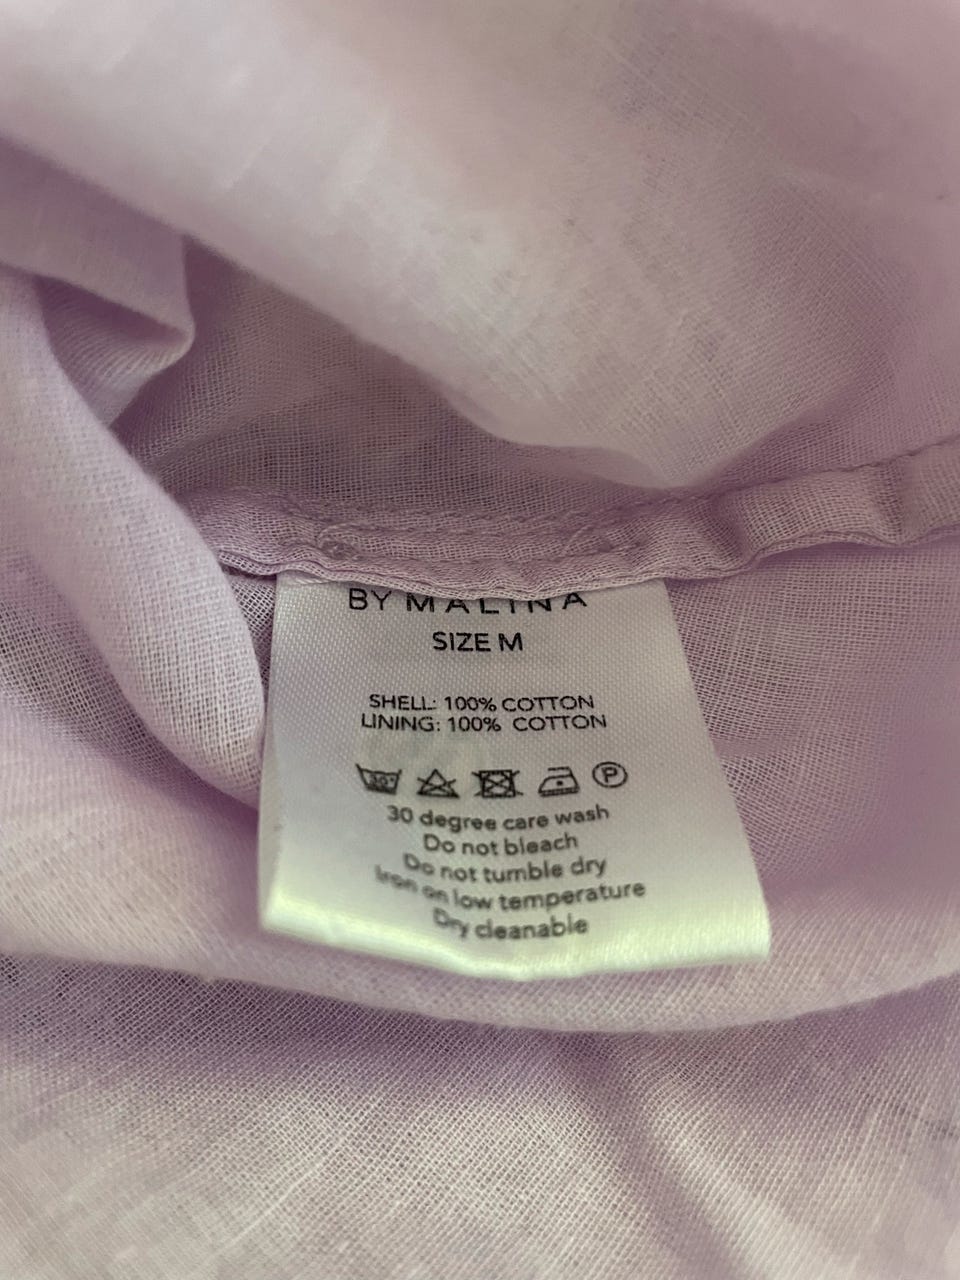 BY MALINA
SIZE M
SHELL: 100% COTTON
LINING: 100% COTTON
30°
P
30 degree care wash
Do not bleach
Do not tumble dry
Iron on low temperature
Dry cleanable